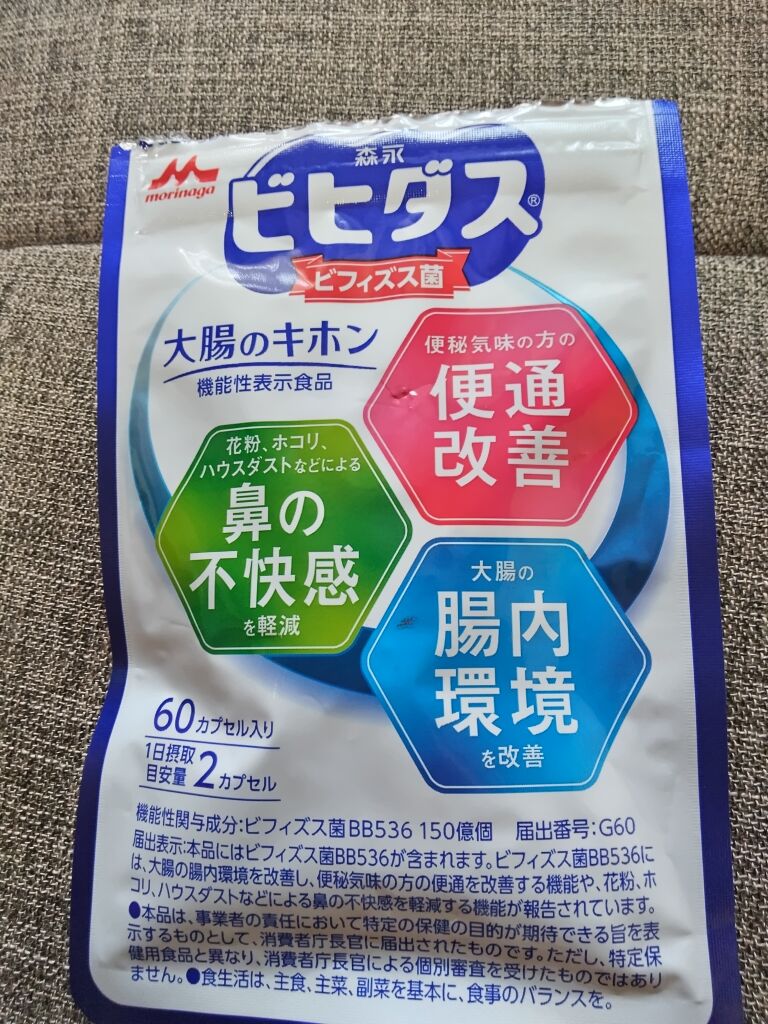 morinaga
森永
ビヒダス®
ビフィズス菌
大腸のキホン
機能性表示食品
便秘気味の方の
便通
改善
花粉、ホコリ、
ハウスダストなどによる
鼻の
不快感
を軽減
大腸の
腸内
環境
を改善
60カプセル入り
1日摂取
目安量 2カプセル
機能性関与成分:ビフィズス菌BB536 150億個 届出番号:G60
届出表示:本品にはビフィズス菌BB536が含まれます。ビフィズス菌BB536に
は、大腸の腸内環境を改善し、便秘気味の方の便通を改善する機能や、花粉、ホ
コリ、ハウスダストなどによる鼻の不快感を軽減する機能が報告されています。
●本品は、事業者の責任において特定の保健の目的が期待できる旨を表
示するものとして、消費者庁長官に届出されたものです。ただし、特定保
健用食品と異なり、消費者庁長官による個別審査を受けたものではあり
ません。●食生活は、主食、主菜、副菜を基本に、食事のバランスを。